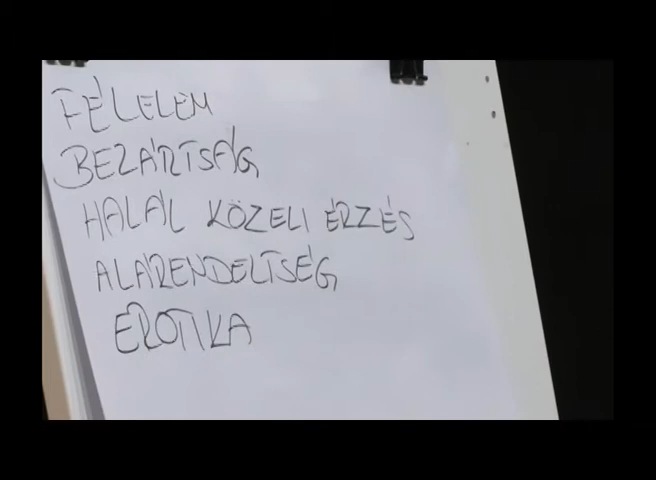 FÉLELEM
BEZÁRTSÁG
HALÁL KÖZELI ÉRZÉS
ALÁRENDELTSÉG
EROTIKA